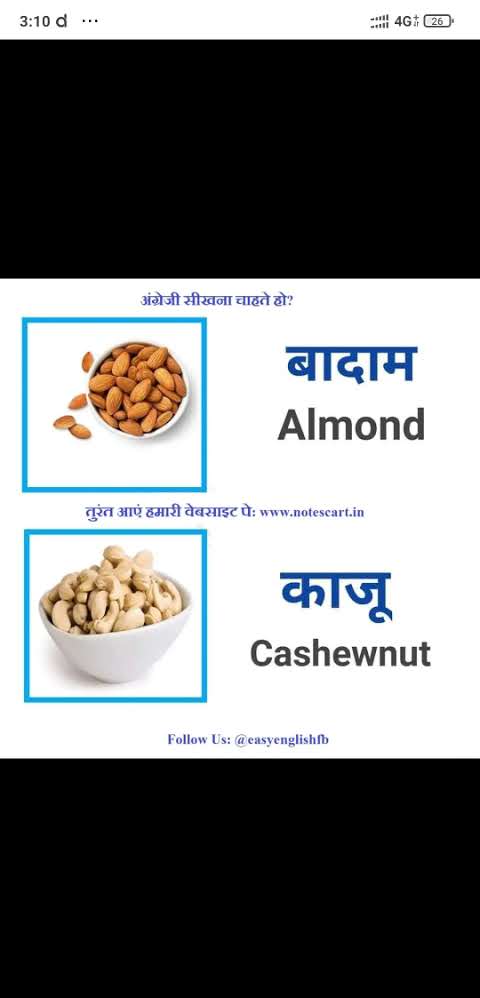 3:10 d ...
4G 26
अंग्रेजी सीखना चाहते हो?
बादाम
Almond
तुरंत आएं हमारी वेबसाइट पे: www.notescart.in
काजू
Cashewnut
Follow Us: @easyenglishfb